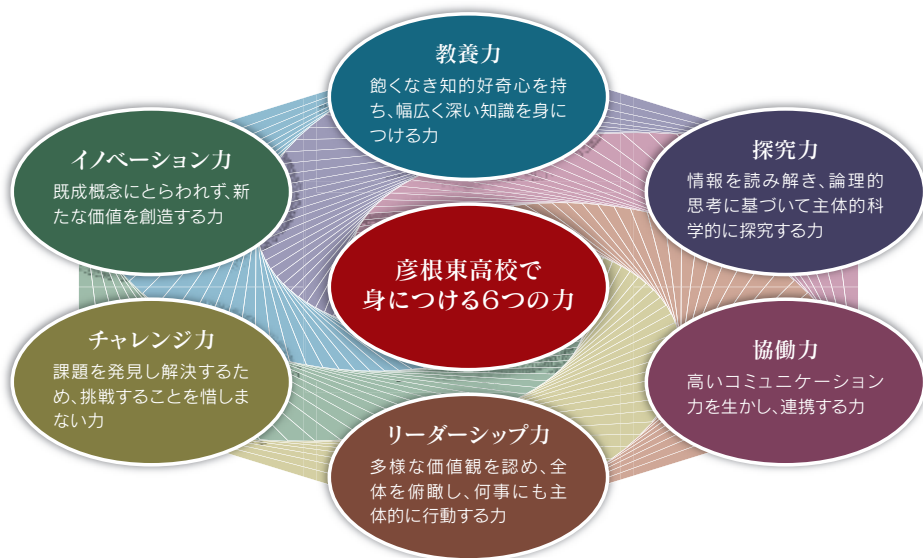 教養力
飽くなき知的好奇心を持
ち、幅広く深い知識を身に
つける力
イノベーション力
既成概念にとらわれず、新
たな価値を創造する力
探究力
情報を読み解き、論理的
思考に基づいて主体的科
学的に探究する力
彦根東高校で
身につける6つの力
チャレンジ力
課題を発見し解決するた
め、挑戦することを惜しま
ない力
協働力
高いコミュニケーション
力を生かし、連携する力
リーダーシップ力
多様な価値観を認め、全
体を俯瞰し、何事にも主
体的に行動する力